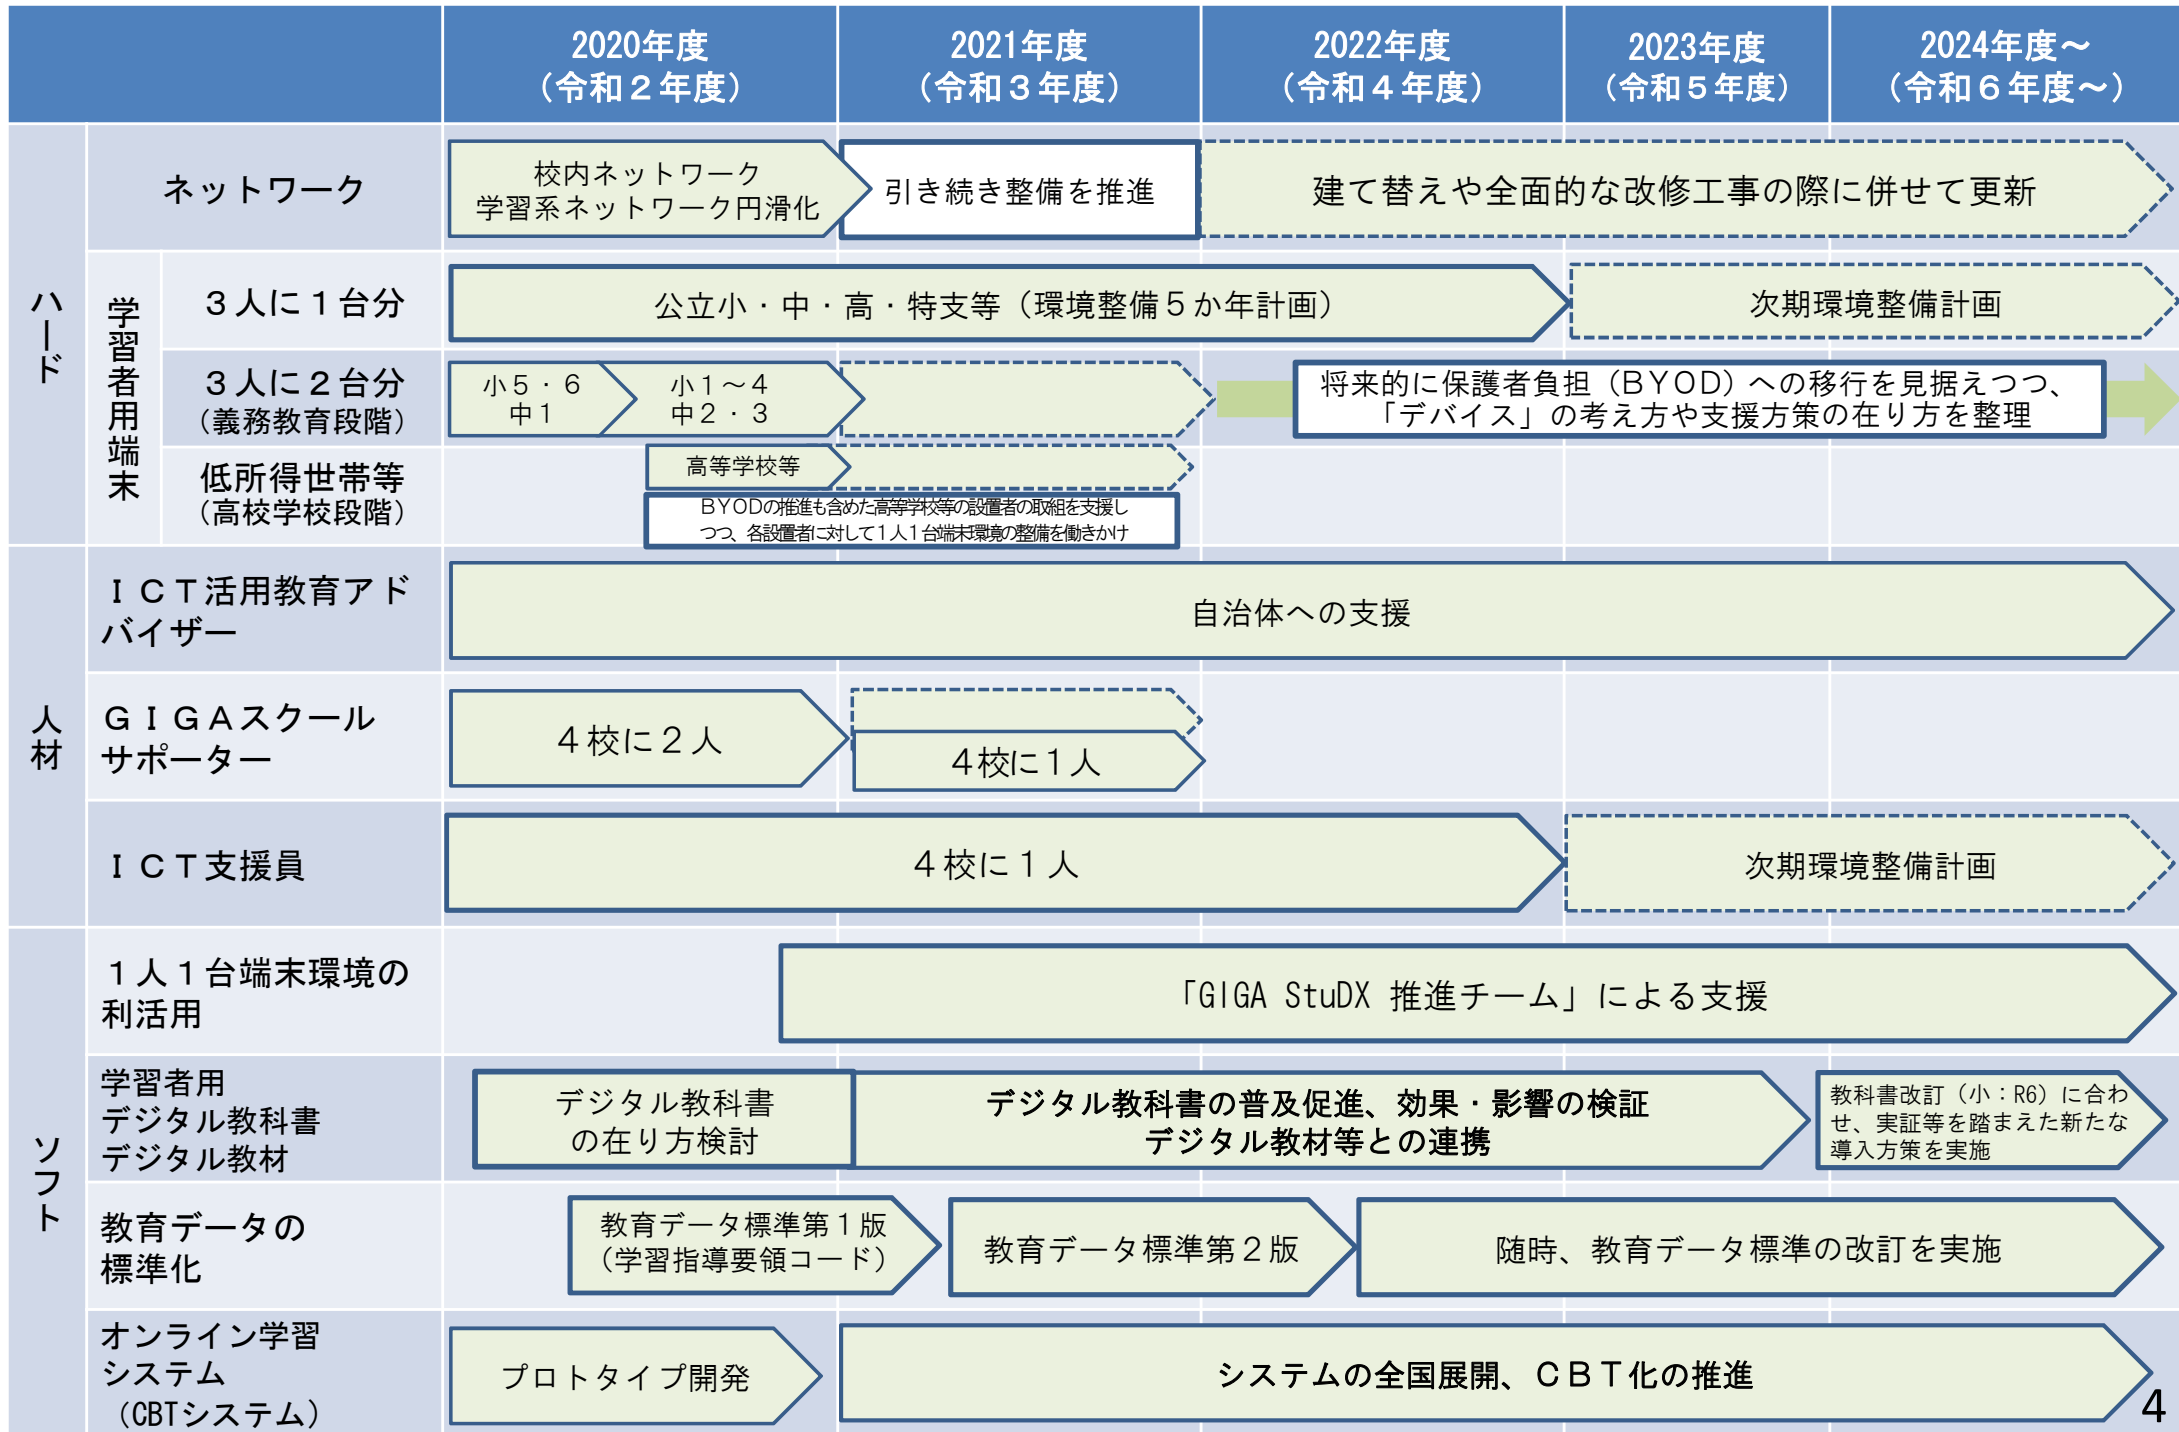 2020年度
（令和２年度）
2021年度
（令和３年度）
2022年度
（令和４年度）
2023年度
（令和５年度）
2024年度～
（令和６年度～）
ハード
ネットワーク
校内ネットワーク
学習系ネットワーク円滑化
引き続き整備を推進
建て替えや全面的な改修工事の際に併せて更新
学習者用端末
３人に１台分
公立小・中・高・特支等（環境整備５か年計画）
次期環境整備計画
３人に２台分
（義務教育段階）
小５・６
中１
小１～４
中２・３
将来的に保護者負担（ＢＹＯＤ）への移行を見据えつつ、
「デバイス」の考え方や支援方策の在り方を整理
低所得世帯等
（高校学校段階）
高等学校等
ＢＹＯＤの推進も含めた高等学校等の設置者の取組を支援し
つつ、各設置者に対して１人１台端末環境の整備を働きかけ
人材
ＩＣＴ活用教育アド
バイザー
自治体への支援
ＧＩＧＡスクール
サポーター
４校に２人
４校に１人
ＩＣＴ支援員
４校に１人
次期環境整備計画
ソフト
１人１台端末環境の
利活用
「GIGA StuDX 推進チーム」による支援
学習者用
デジタル教科書
デジタル教材
デジタル教科書
の在り方検討
デジタル教科書の普及促進、効果・影響の検証
デジタル教材等との連携
教科書改訂（小：R6）に合わ
せ、実証等を踏まえた新たな
導入方策を実施
教育データの
標準化
教育データ標準第１版
（学習指導要領コード）
教育データ標準第２版
随時、教育データ標準の改訂を実施
オンライン学習
システム
（CBTシステム）
プロトタイプ開発
システムの全国展開、ＣＢＴ化の推進
4